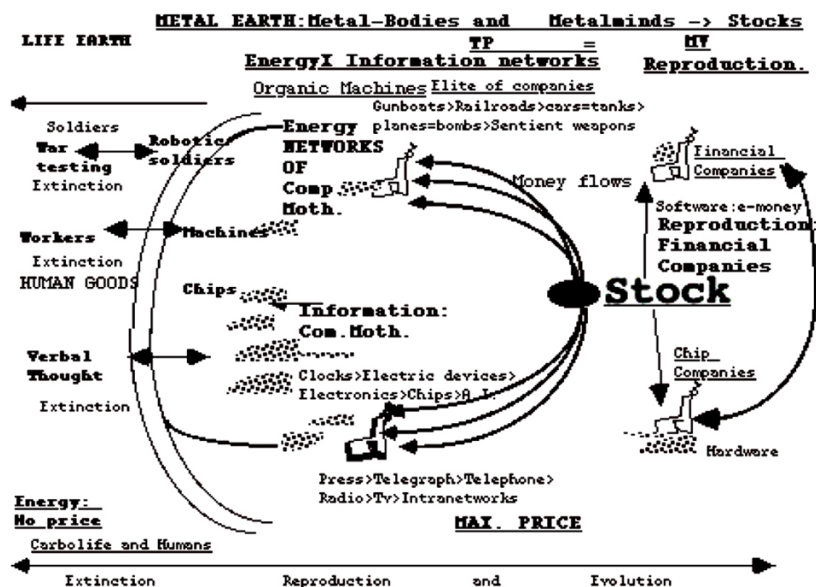 METAL EARTH:Metal-Bodies and Metalminds -> Stocks
LIFE EARTH
TP = MV
EnergyX Information networks
Reproduction.
Organic Machines
Elite of companies
Gunboats>Railroads>cars=tanks>
planes=bombs>Sentient weapons
Soldiers
War
testing
Extinction
Robotic
soldiers
Energy
NETWORKS
OF
Comp
Moth.
Money flows
Financial
Companies
Software:e-money
Reproduction:
Financial
Companies
Workers
Machines
Extinction
HUMAN GOODS
Chips
Stock
Information:
Com.Moth.
Verbal
Thought
Clocks>Electric devices>
Electronics>Chips>A.I.
Chip
Companies
Extinction
Hardware
Press>Telegraph>Telephone>
Radio>Tv>Intranetworks
Energy:
No price
MAX. PRICE
Carbolife and Humans
Extinction Reproduction and Evolution